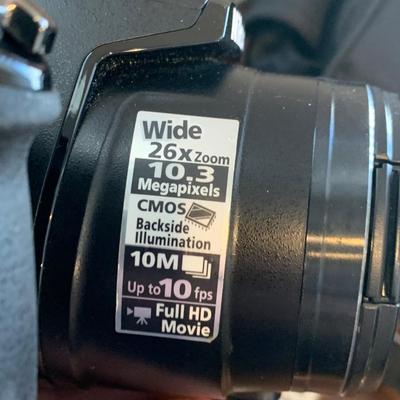 Wide
26x Zoom
10.3
Megapixels
CMOS
Backside
Illumination
10M
Up to 10 fps
Full HD
Movie